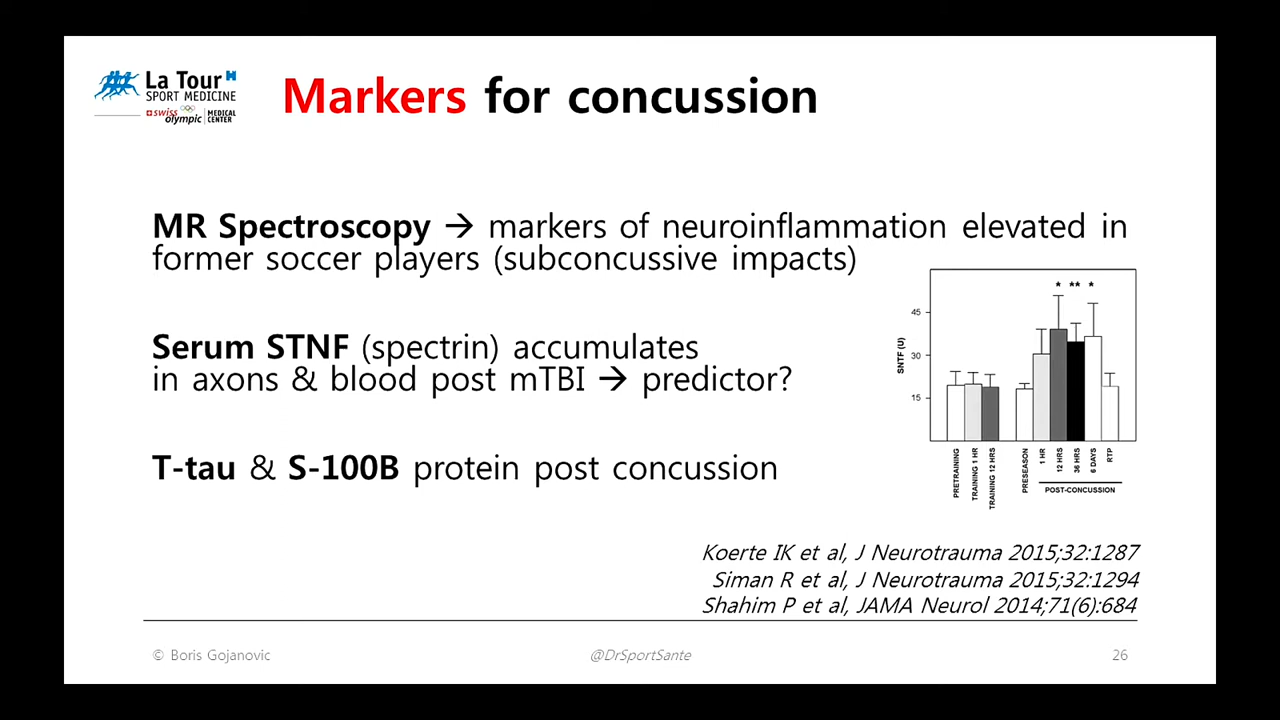 La Tour
SPORT MEDICINE
swiss olympic | MEDICAL CENTER
Markers for concussion
MR Spectroscopy → markers of neuroinflammation elevated in
former soccer players (subconcussive impacts)
Serum STNF (spectrin) accumulates
in axons & blood post mTBI → predictor?
T-tau & S-100B protein post concussion
* ** *
SNTF (U)
45
30
15
PRETRAINING
TRAINING 1 HR
TRAINING 12 HRS
PRESEASON
1 HR
12 HRS
36 HRS
6 DAYS
RTP
POST-CONCUSSION
Koerte IK et al, J Neurotrauma 2015;32:1287
Siman R et al, J Neurotrauma 2015;32:1294
Shahim P et al, JAMA Neurol 2014;71(6):684
© Boris Gojanovic
@DrSportSante
26